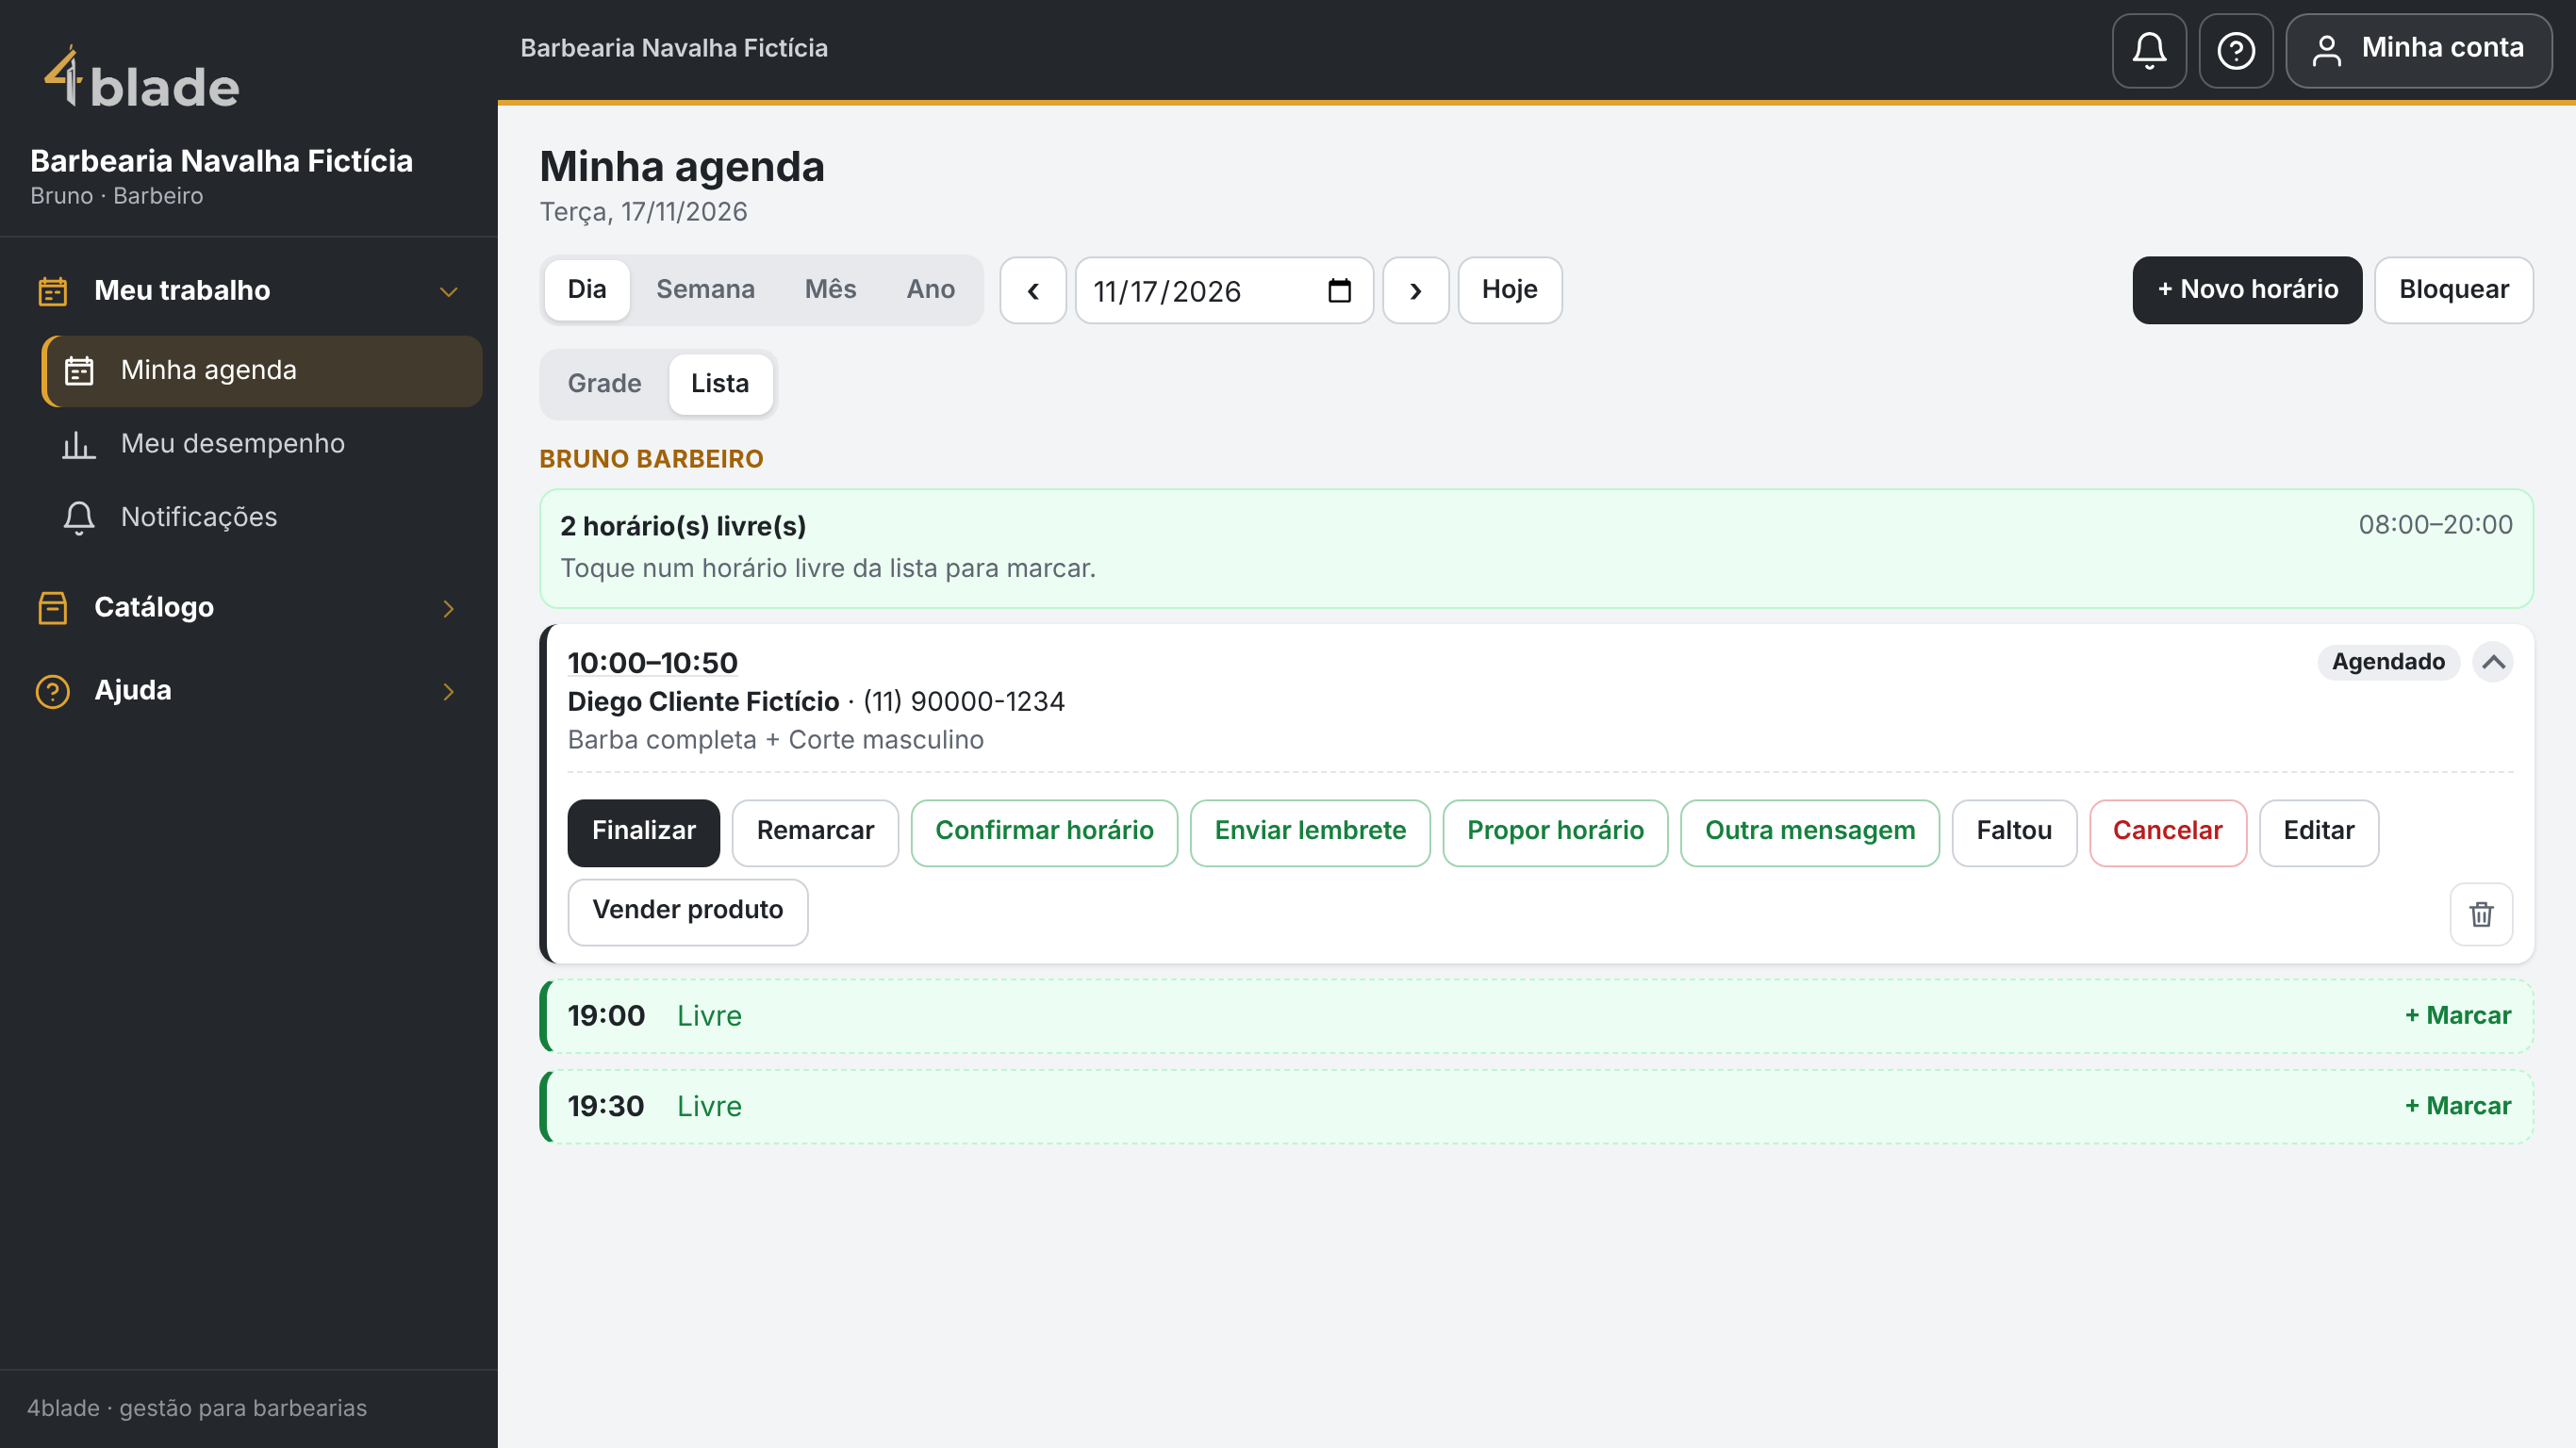 4blade
Barbearia Navalha Fictícia
Bruno · Barbeiro
Meu trabalho
Minha agenda
Meu desempenho
Notificações
Catálogo
Ajuda
4blade · gestão para barbearias
Barbearia Navalha Fictícia
Minha conta
Minha agenda
Terça, 17/11/2026
Dia Semana Mês Ano ‹ 11/17/2026 › Hoje + Novo horário Bloquear
Grade Lista
BRUNO BARBEIRO
2 horário(s) livre(s) 08:00–20:00
Toque num horário livre da lista para marcar.
10:00–10:50 Agendado
Diego Cliente Fictício · (11) 90000-1234
Barba completa + Corte masculino
Finalizar Remarcar Confirmar horário Enviar lembrete Propor horário Outra mensagem Faltou Cancelar Editar
Vender produto
19:00 Livre + Marcar
19:30 Livre + Marcar